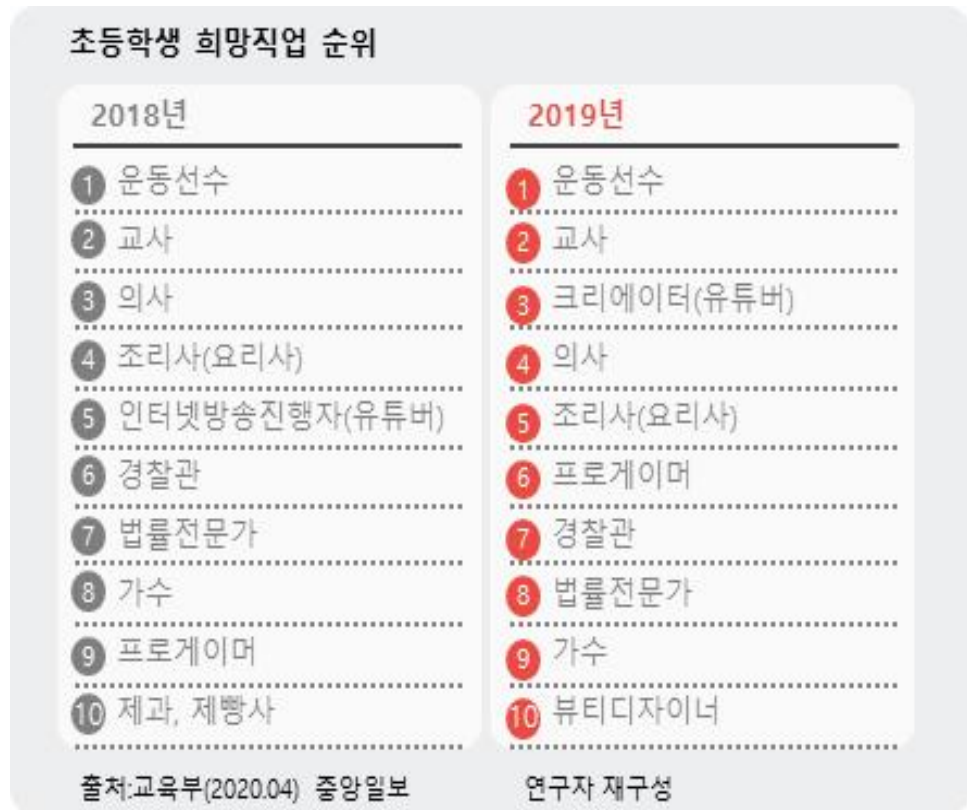 초등학생 희망직업 순위
2018년
1 운동선수
2 교사
3 의사
4 조리사(요리사)
5 인터넷방송진행자(유튜버)
6 경찰관
7 법률전문가
8 가수
9 프로게이머
10 제과, 제빵사
2019년
1 운동선수
2 교사
3 크리에이터(유튜버)
4 의사
5 조리사(요리사)
6 프로게이머
7 경찰관
8 법률전문가
9 가수
10 뷰티디자이너
출처:교육부(2020.04) 중앙일보
연구자 재구성